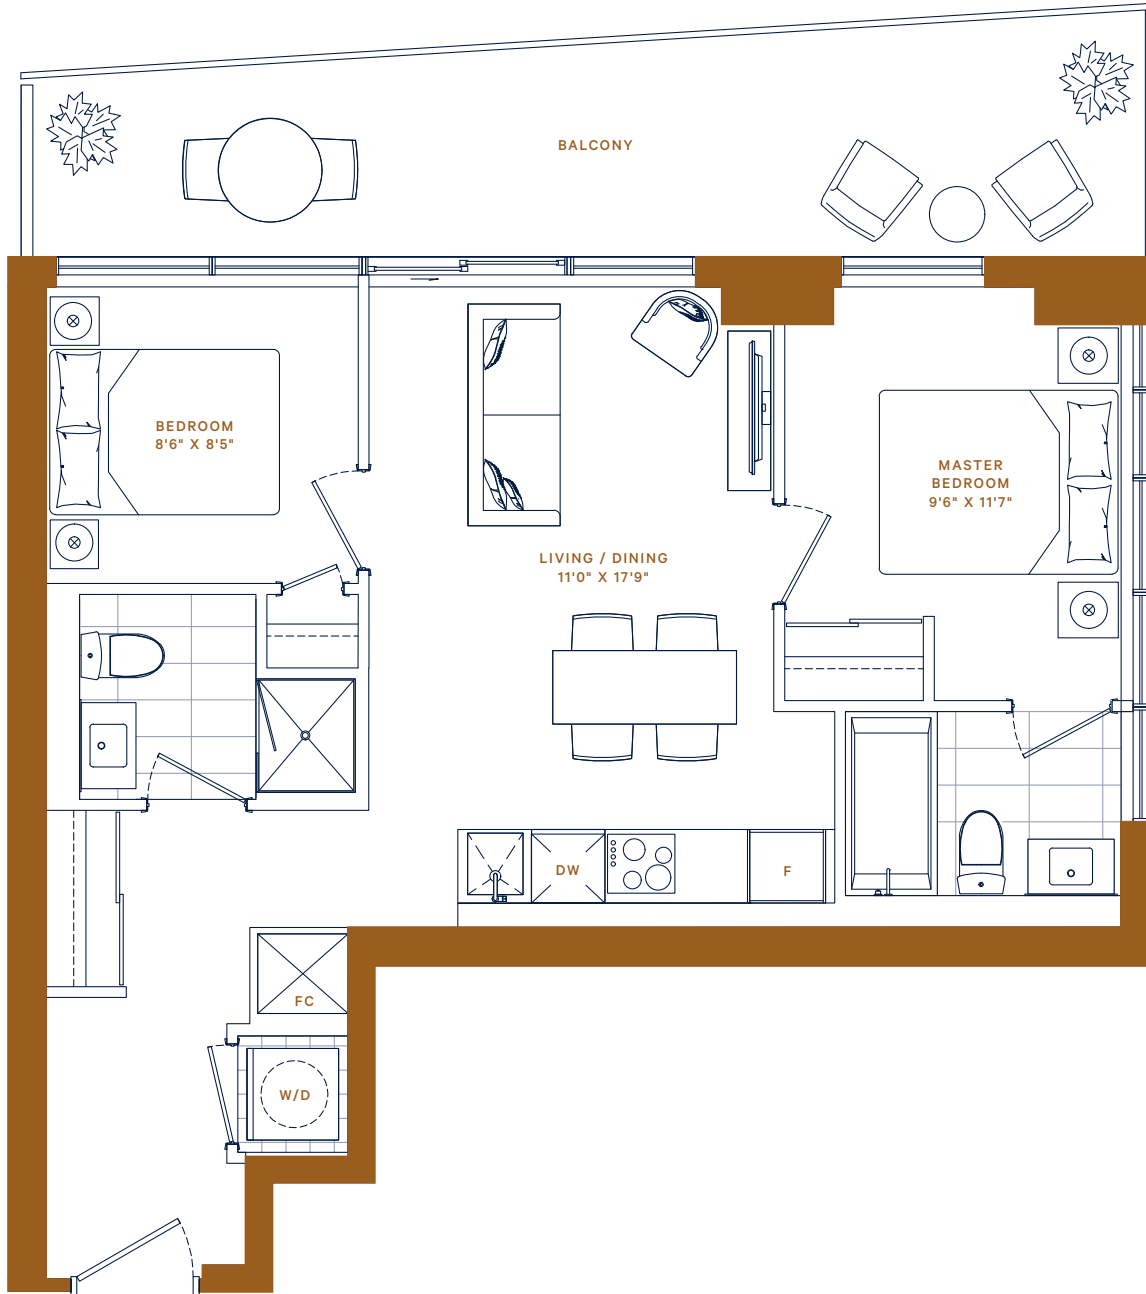 BALCONY
BEDROOM
8'6" X 8'5"
MASTER
BEDROOM
9'6" X 11'7"
LIVING / DINING
11'0" X 17'9"
DW
F
FC
W/D